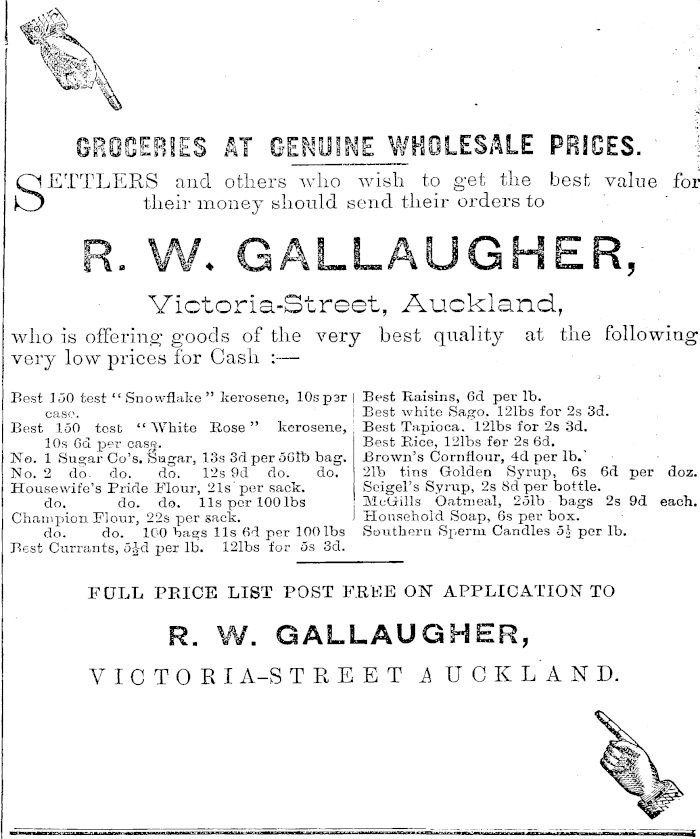 GROCERIES AT GENUINE WHOLESALE PRICES.
SETTLERS and others who wish to get the best value for
their money should send their orders to
R. W. GALLAUGHER,
Victoria-Street, Auckland,
who is offering goods of the very best quality at the following
very low prices for Cash :—
Best 150 test "Snowflake" kerosene, 10s per
case.
Best 150 test "White Rose" kerosene,
10s 6d per case.
No. 1 Sugar Co's, Sugar, 13s 3d per 56lb bag.
No. 2 do. do. do. 12s 9d do. do.
Housewife's Pride Flour, 21s per sack.
do. do. do. 11s per 100lbs
Champion Flour, 22s per sack.
do. do. 100 bags 11s 6d per 100lbs
Best Currants, 5½d per lb. 12lbs for 5s 3d.
Best Raisins, 6d per lb.
Best white Sago. 12lbs for 2s 3d.
Best Tapioca. 12lbs for 2s 3d.
Best Rice, 12lbs for 2s 6d.
Brown's Cornflour, 4d per lb.
2lb tins Golden Syrup, 6s 6d per doz.
Seigel's Syrup, 2s 8d per bottle.
McGills Oatmeal, 25lb bags 2s 9d each.
Household Soap, 6s per box.
Southern Sperm Candles 5½ per lb.
FULL PRICE LIST POST FREE ON APPLICATION TO
R. W. GALLAUGHER,
VICTORIA-STREET AUCKLAND.